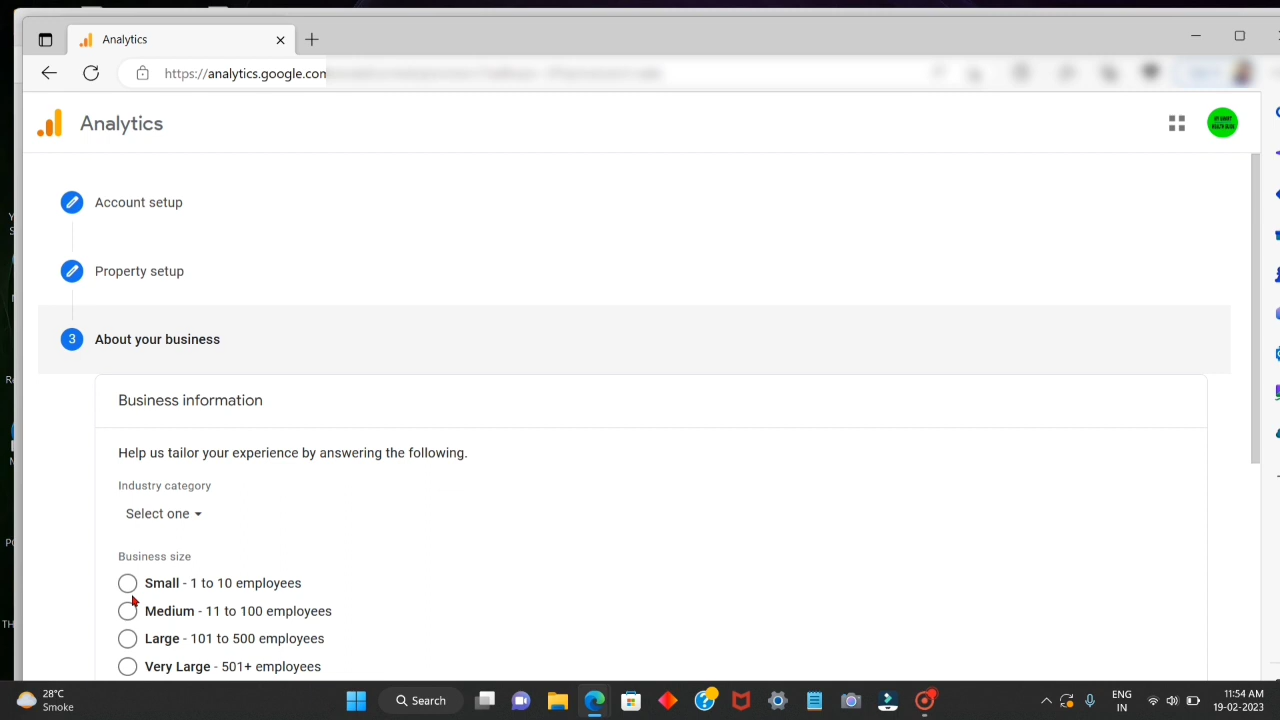 Analytics
https://analytics.google.com
Analytics
Account setup
Property setup
3 About your business
Business information
Help us tailor your experience by answering the following.
Industry category
Select one
Business size
Small - 1 to 10 employees
Medium - 11 to 100 employees
Large - 101 to 500 employees
Very Large - 501+ employees
28°C
Smoke
Search
ENG
IN
11:54 AM
19-02-2023